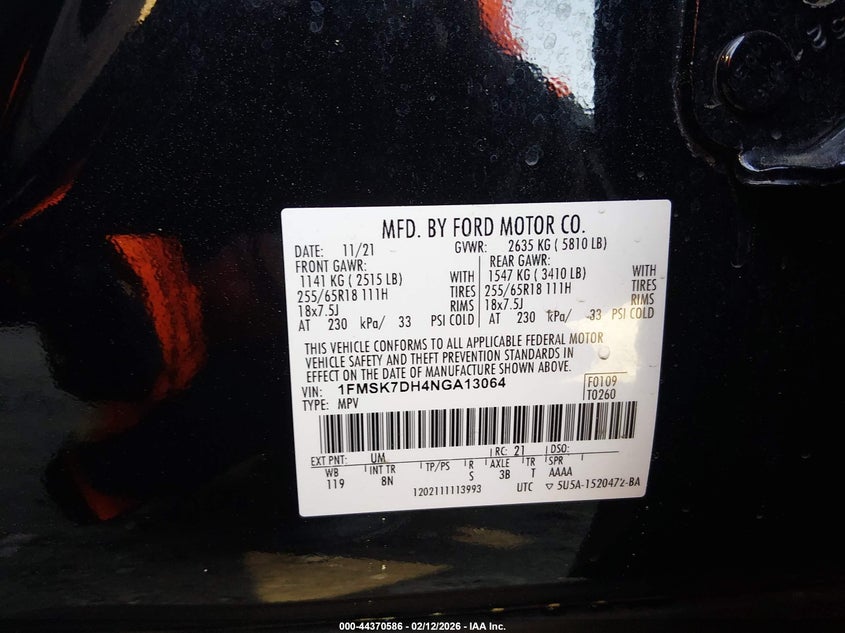 MFD. BY FORD MOTOR CO.
DATE: 11/21 GVWR: 2635 KG ( 5810 LB)
FRONT GAWR: REAR GAWR:
1141 KG ( 2515 LB) WITH 1547 KG ( 3410 LB) WITH
255/65R18 111H TIRES 255/65R18 111H TIRES
18x7.5J RIMS 18x7.5J RIMS
AT 230 kPa/ 33 PSI COLD AT 230 kPa/ 33 PSI COLD
THIS VEHICLE CONFORMS TO ALL APPLICABLE FEDERAL MOTOR
VEHICLE SAFETY AND THEFT PREVENTION STANDARDS IN
EFFECT ON THE DATE OF MANUFACTURE SHOWN ABOVE.
VIN: 1FMSK7DH4NGA13064 F0109
TYPE: MPV T0260
EXT PNT: UM RC: 21 DSO:
WB INT TR TP/PS R AXLE TR SPR
119 8N S 3B T AAAA
1202111113993 UTC ▽ 5U5A-1520472-BA
000-44370586 - 02/12/2026 - IAA Inc.